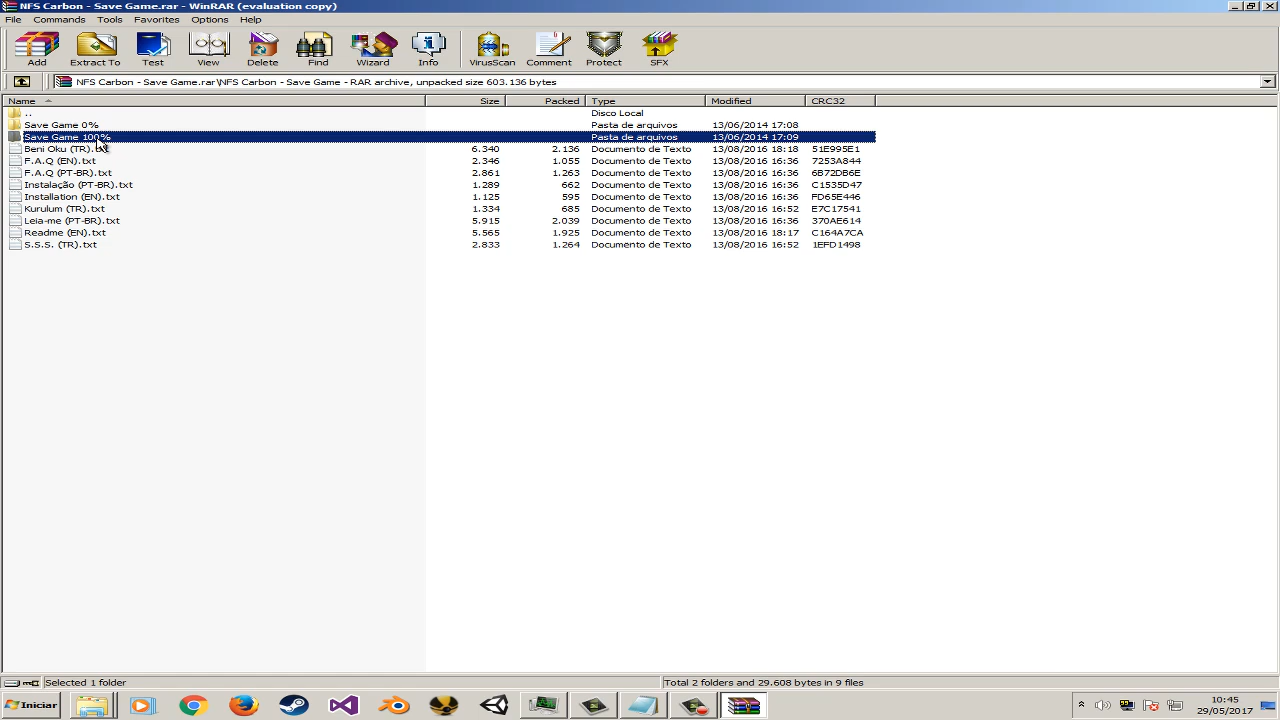 NFS Carbon - Save Game.rar - WinRAR (evaluation copy)
File Commands Tools Favorites Options Help
Add Extract To Test View Delete Find Wizard Info VirusScan Comment Protect SFX
NFS Carbon - Save Game.rar\NFS Carbon - Save Game - RAR archive, unpacked size 603.136 bytes
Name Size Packed Type Modified CRC32
.. Disco Local
Save Game 0% Pasta de arquivos 13/06/2014 17:08
Save Game 100% Pasta de arquivos 13/06/2014 17:09
Beni Oku (TR).txt 6.340 2.136 Documento de Texto 13/08/2016 18:18 51E995E1
F.A.Q (EN).txt 2.346 1.055 Documento de Texto 13/08/2016 16:36 7253A844
F.A.Q (PT-BR).txt 2.861 1.263 Documento de Texto 13/08/2016 16:36 6B72DB6E
Instalação (PT-BR).txt 1.289 662 Documento de Texto 13/08/2016 16:36 C1535D47
Installation (EN).txt 1.125 595 Documento de Texto 13/08/2016 16:36 FD65E446
Kurulum (TR).txt 1.334 685 Documento de Texto 13/08/2016 16:52 E7C17541
Leia-me (PT-BR).txt 5.915 2.039 Documento de Texto 13/08/2016 16:36 370AE614
Readme (EN).txt 5.565 1.925 Documento de Texto 13/08/2016 18:17 C164A7CA
S.S.S. (TR).txt 2.833 1.264 Documento de Texto 13/08/2016 16:52 1EFD1498
Selected 1 folder Total 2 folders and 29.608 bytes in 9 files
Iniciar 10:45
29/05/2017